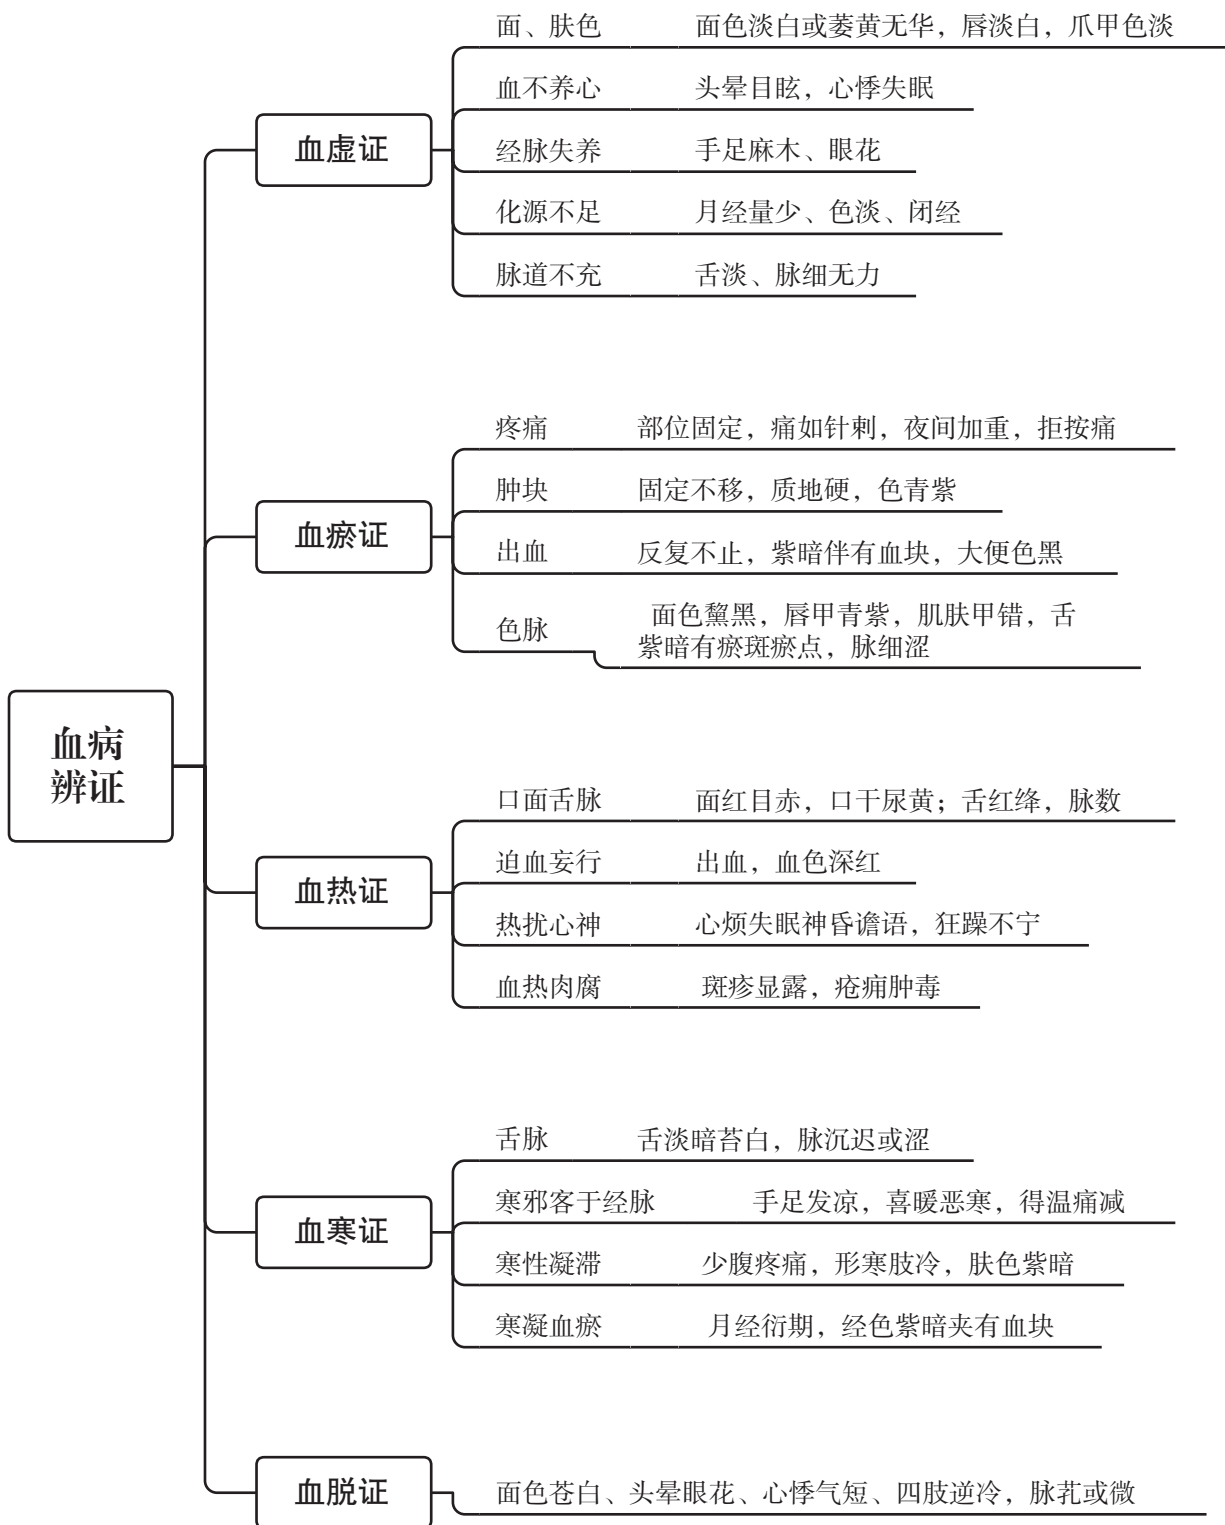 血病
辨证
血虚证
面、肤色 面色淡白或萎黄无华，唇淡白，爪甲色淡
血不养心 头晕目眩，心悸失眠
经脉失养 手足麻木、眼花
化源不足 月经量少、色淡、闭经
脉道不充 舌淡、脉细无力
血瘀证
疼痛 部位固定，痛如针刺，夜间加重，拒按痛
肿块 固定不移，质地硬，色青紫
出血 反复不止，紫暗伴有血块，大便色黑
色脉 面色黧黑，唇甲青紫，肌肤甲错，舌
紫暗有瘀斑瘀点，脉细涩
血热证
口面舌脉 面红目赤，口干尿黄；舌红绛，脉数
迫血妄行 出血，血色深红
热扰心神 心烦失眠神昏谵语，狂躁不宁
血热肉腐 斑疹显露，疮痈肿毒
血寒证
舌脉 舌淡暗苔白，脉沉迟或涩
寒邪客于经脉 手足发凉，喜暖恶寒，得温痛减
寒性凝滞 少腹疼痛，形寒肢冷，肤色紫暗
寒凝血瘀 月经衍期，经色紫暗夹有血块
血脱证
面色苍白、头晕眼花、心悸气短、四肢逆冷，脉芤或微